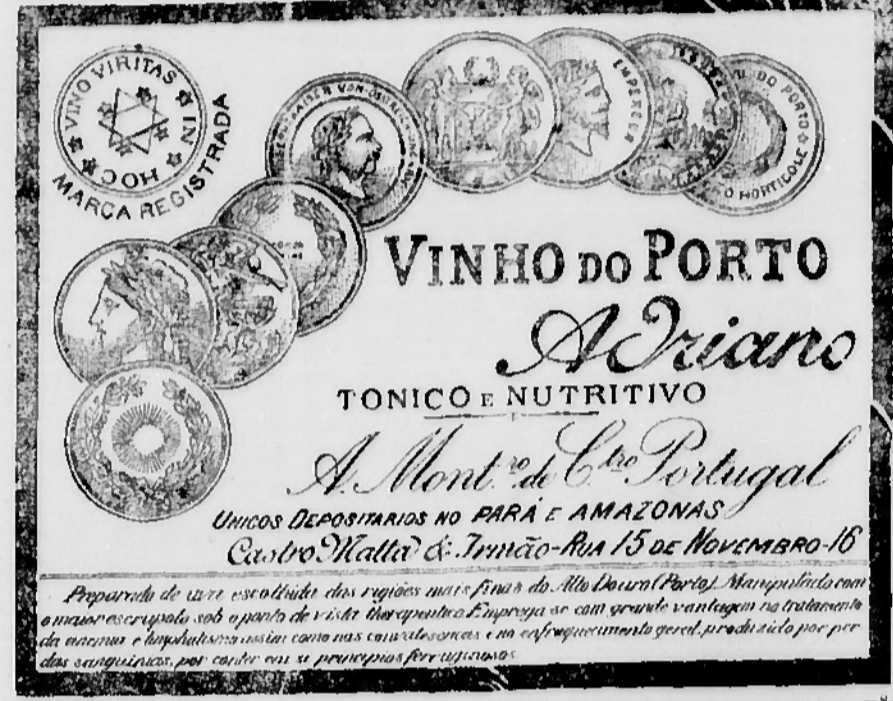 VINO VIRITAS IN HOC
MARCA REGISTRADA
EMPEREUR
DO PORTO
HORTICOLE
VINHO DO PORTO
Adriano
TONICO E NUTRITIVO
A. Mont.ro de C.tro Portugal
UNICOS DEPOSITARIOS NO PARÁ E AMAZONAS
Castro Matta & Irmão-RUA 15 DE NOVEMBRO-16
Preparado de uva escolhida das regiões mais finas do Alto Douro (Porto). Manipulado com
o maior escrupulo sob o ponto de vista therapeutico. Emprega se com grande vantagem no tratamento
da anemia e limphatismo assim como nas convalesenças e no enfraquecimento geral, produzido por per
das sanguineas, por conter em si principios ferruginosos